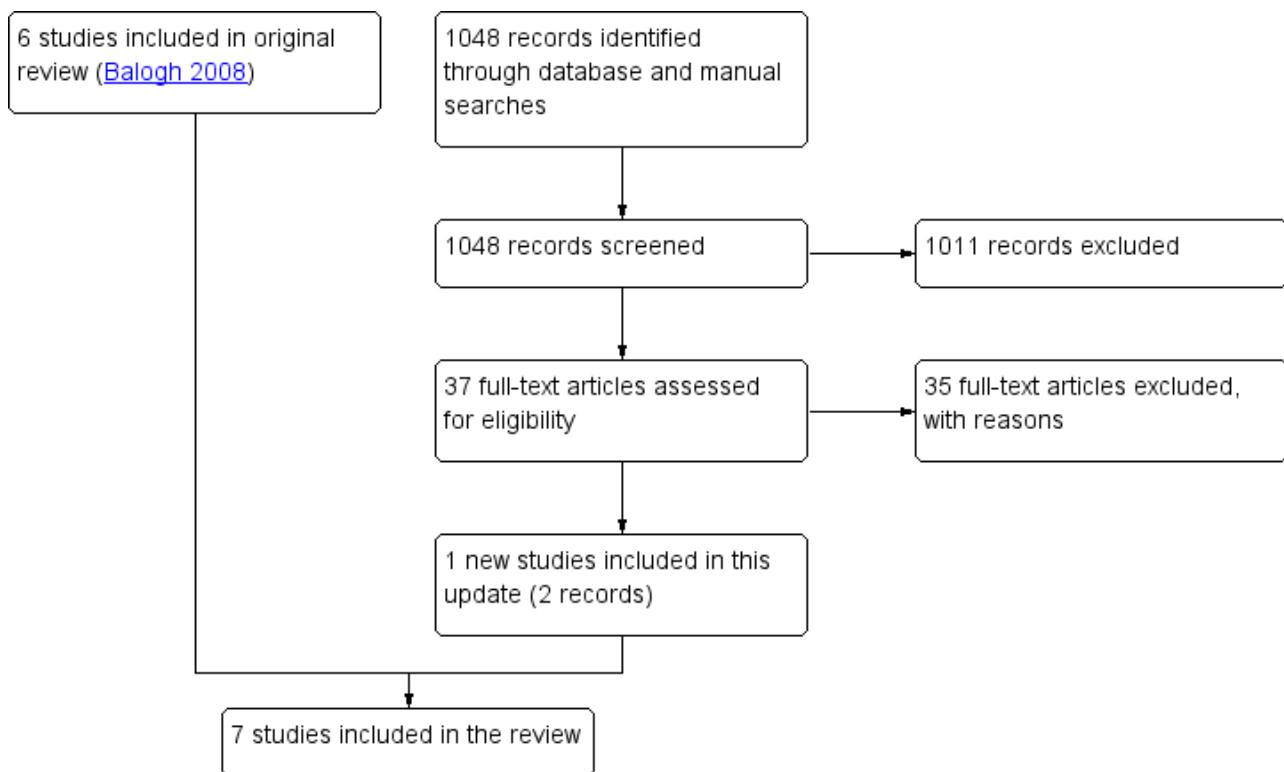 6 studies included in original
review (Balogh 2008)
1048 records identified
through database and manual
searches
1048 records screened
1011 records excluded
37 full-text articles assessed
for eligibility
35 full-text articles excluded,
with reasons
1 new studies included in this
update (2 records)
7 studies included in the review